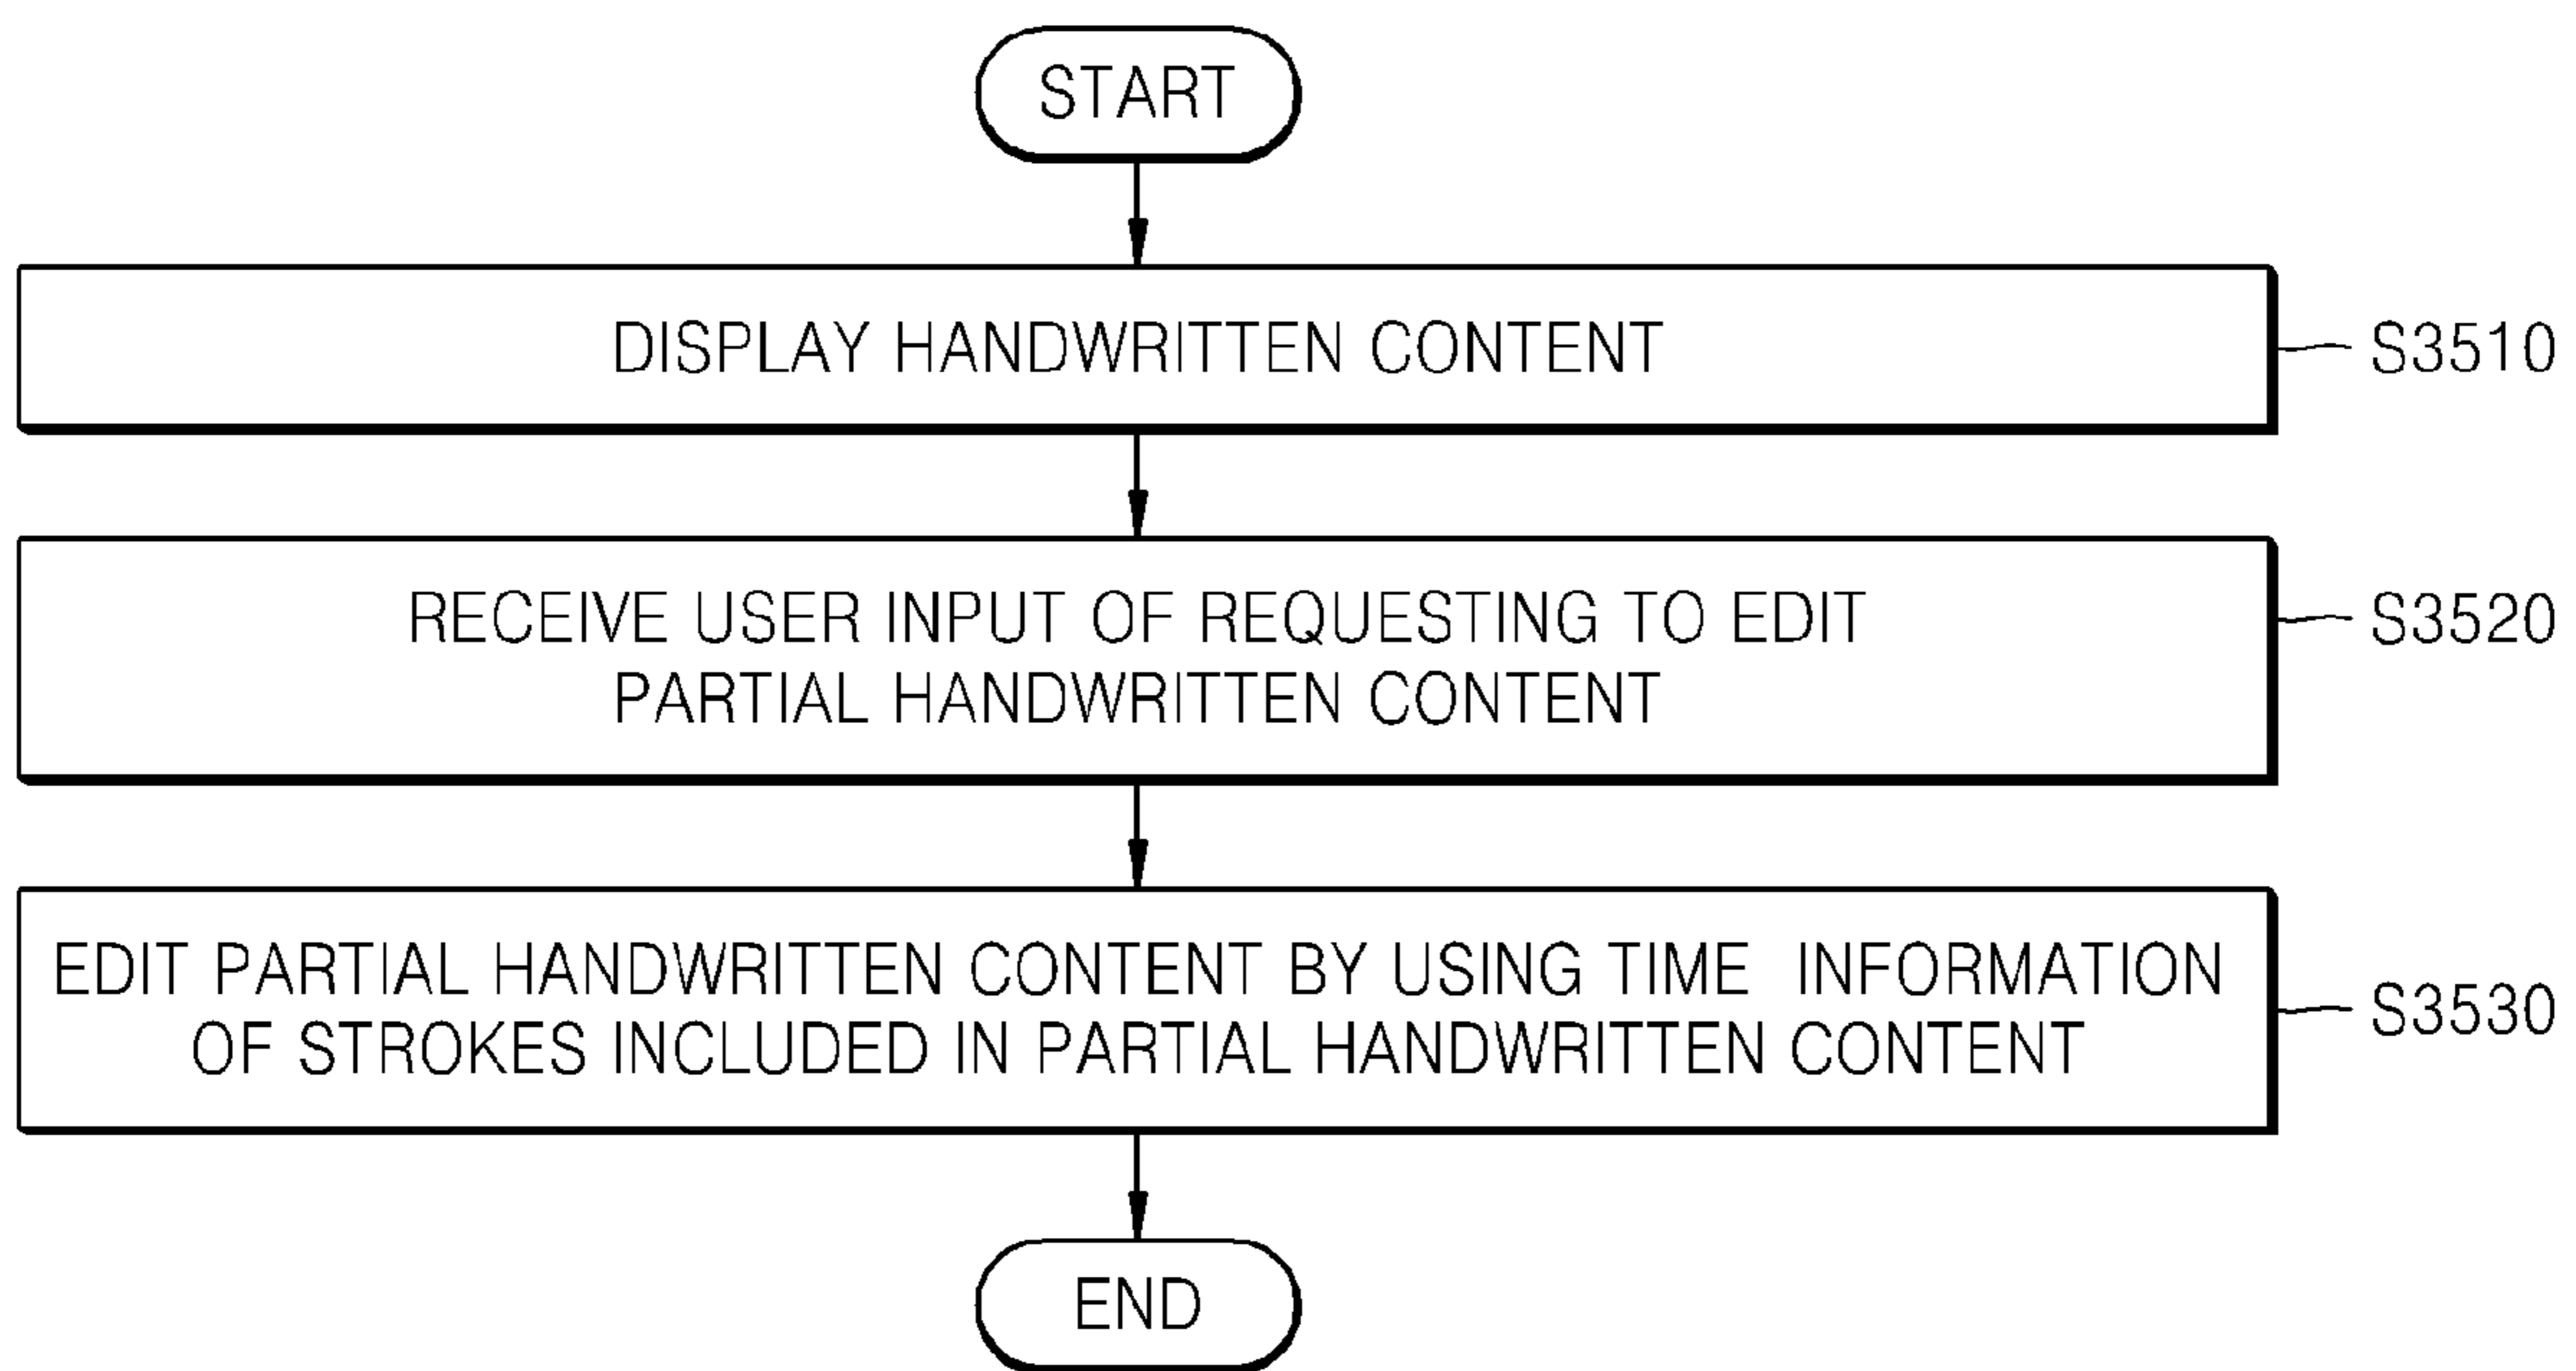 START
DISPLAY HANDWRITTEN CONTENT
S3510
RECEIVE USER INPUT OF REQUESTING TO EDIT
PARTIAL HANDWRITTEN CONTENT
S3520
EDIT PARTIAL HANDWRITTEN CONTENT BY USING TIME INFORMATION
OF STROKES INCLUDED IN PARTIAL HANDWRITTEN CONTENT
S3530
END